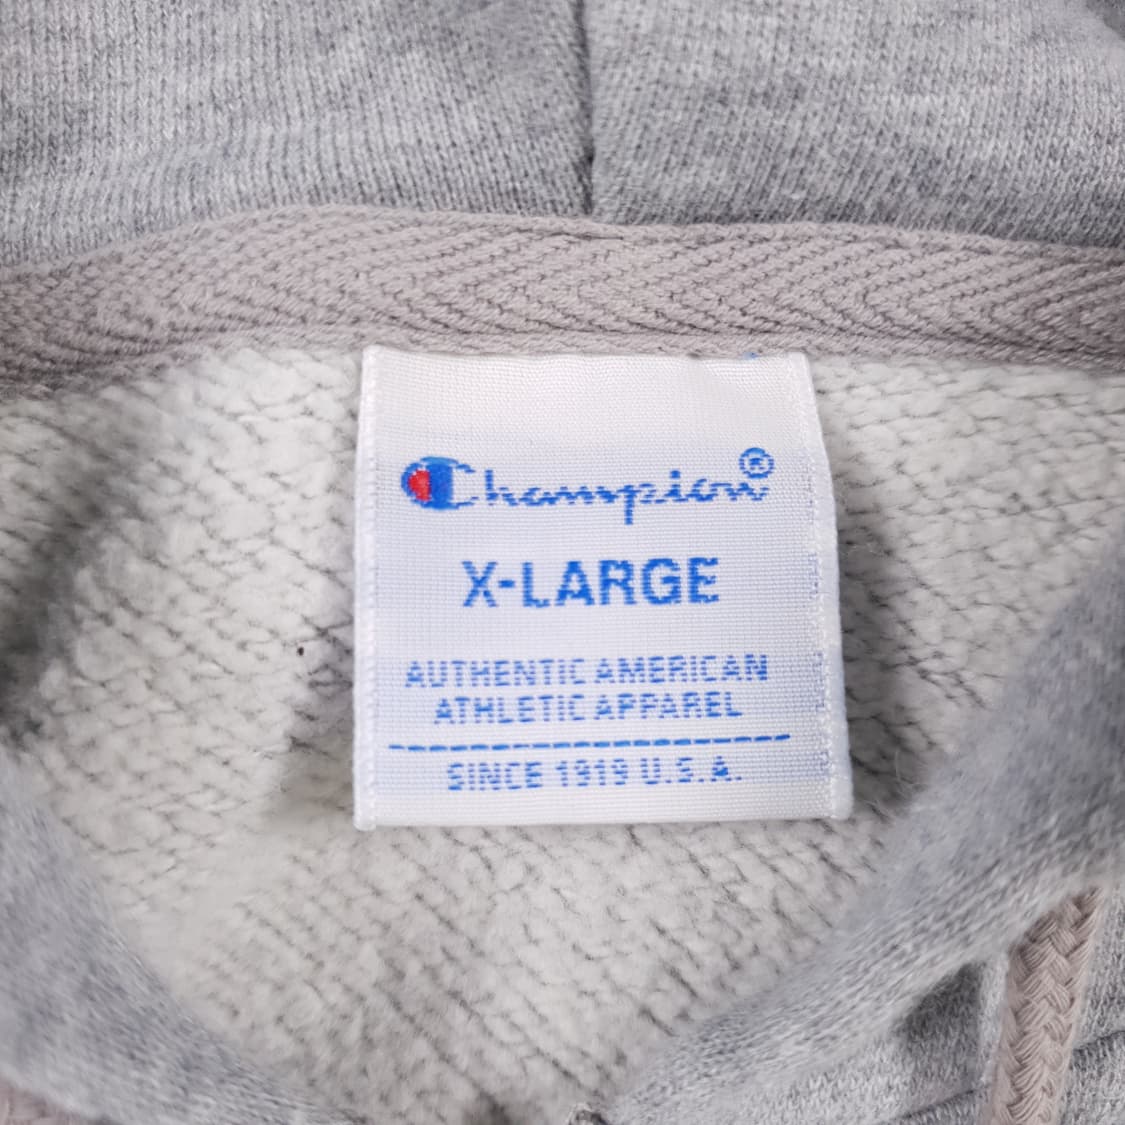 Champion®
X-LARGE
AUTHENTIC AMERICAN
ATHLETIC APPAREL
SINCE 1919 U.S.A.